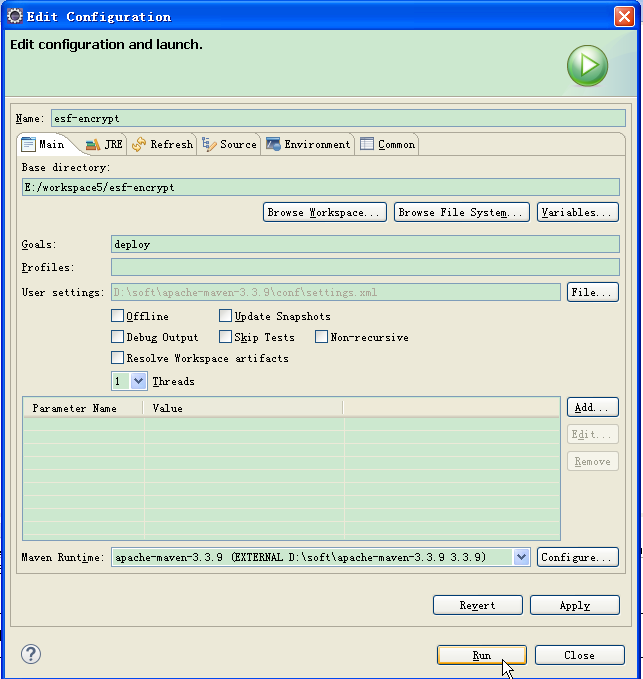 Edit Configuration
Edit configuration and launch.
Name: esf-encrypt
Main JRE Refresh Source Environment Common
Base directory:
E:/workspace5/esf-encrypt
Browse Workspace... Browse File System... Variables...
Goals: deploy
Profiles:
User settings: D:\soft\apache-maven-3.3.9\conf\settings.xml File...
Offline Update Snapshots
Debug Output Skip Tests Non-recursive
Resolve Workspace artifacts
1 Threads
Parameter Name Value Add...
Edit...
Remove
Maven Runtime: apache-maven-3.3.9 (EXTERNAL D:\soft\apache-maven-3.3.9 3.3.9) Configure...
Revert Apply
? Run Close